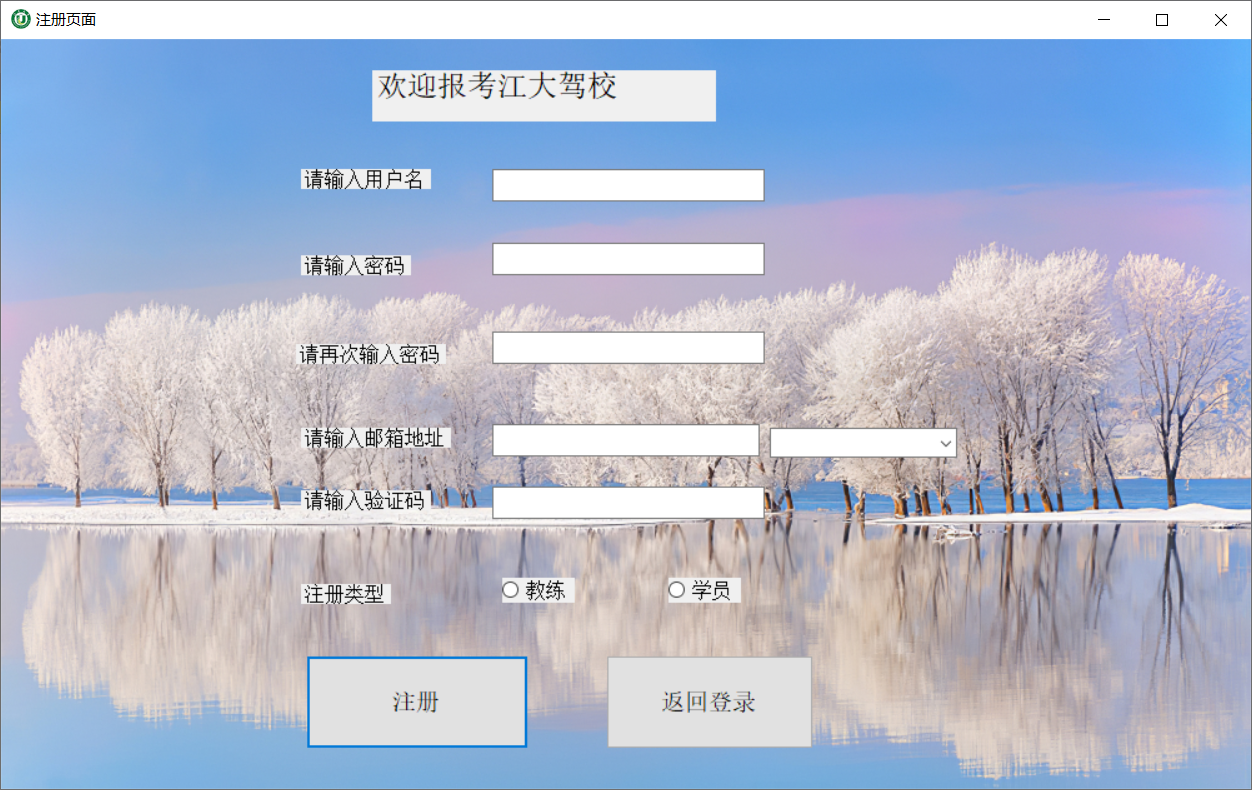 注册页面
欢迎报考江大驾校
请输入用户名
请输入密码
请再次输入密码
请输入邮箱地址
请输入验证码
注册类型 教练 学员
注册 返回登录